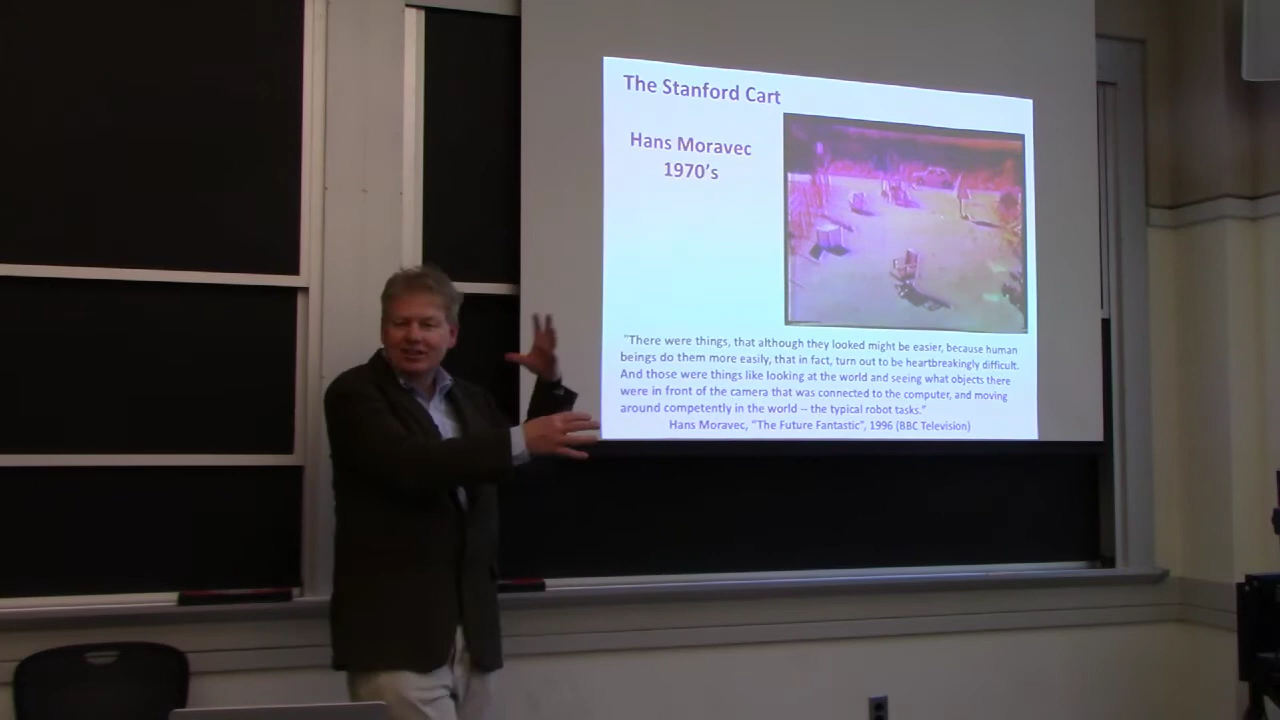 The Stanford Cart
Hans Moravec
1970's
"There were things, that although they looked might be easier, because human
beings do them more easily, that in fact, turn out to be heartbreakingly difficult.
And those were things like looking at the world and seeing what objects there
were in front of the camera that was connected to the computer, and moving
around competently in the world -- the typical robot tasks."
Hans Moravec, "The Future Fantastic", 1996 (BBC Television)